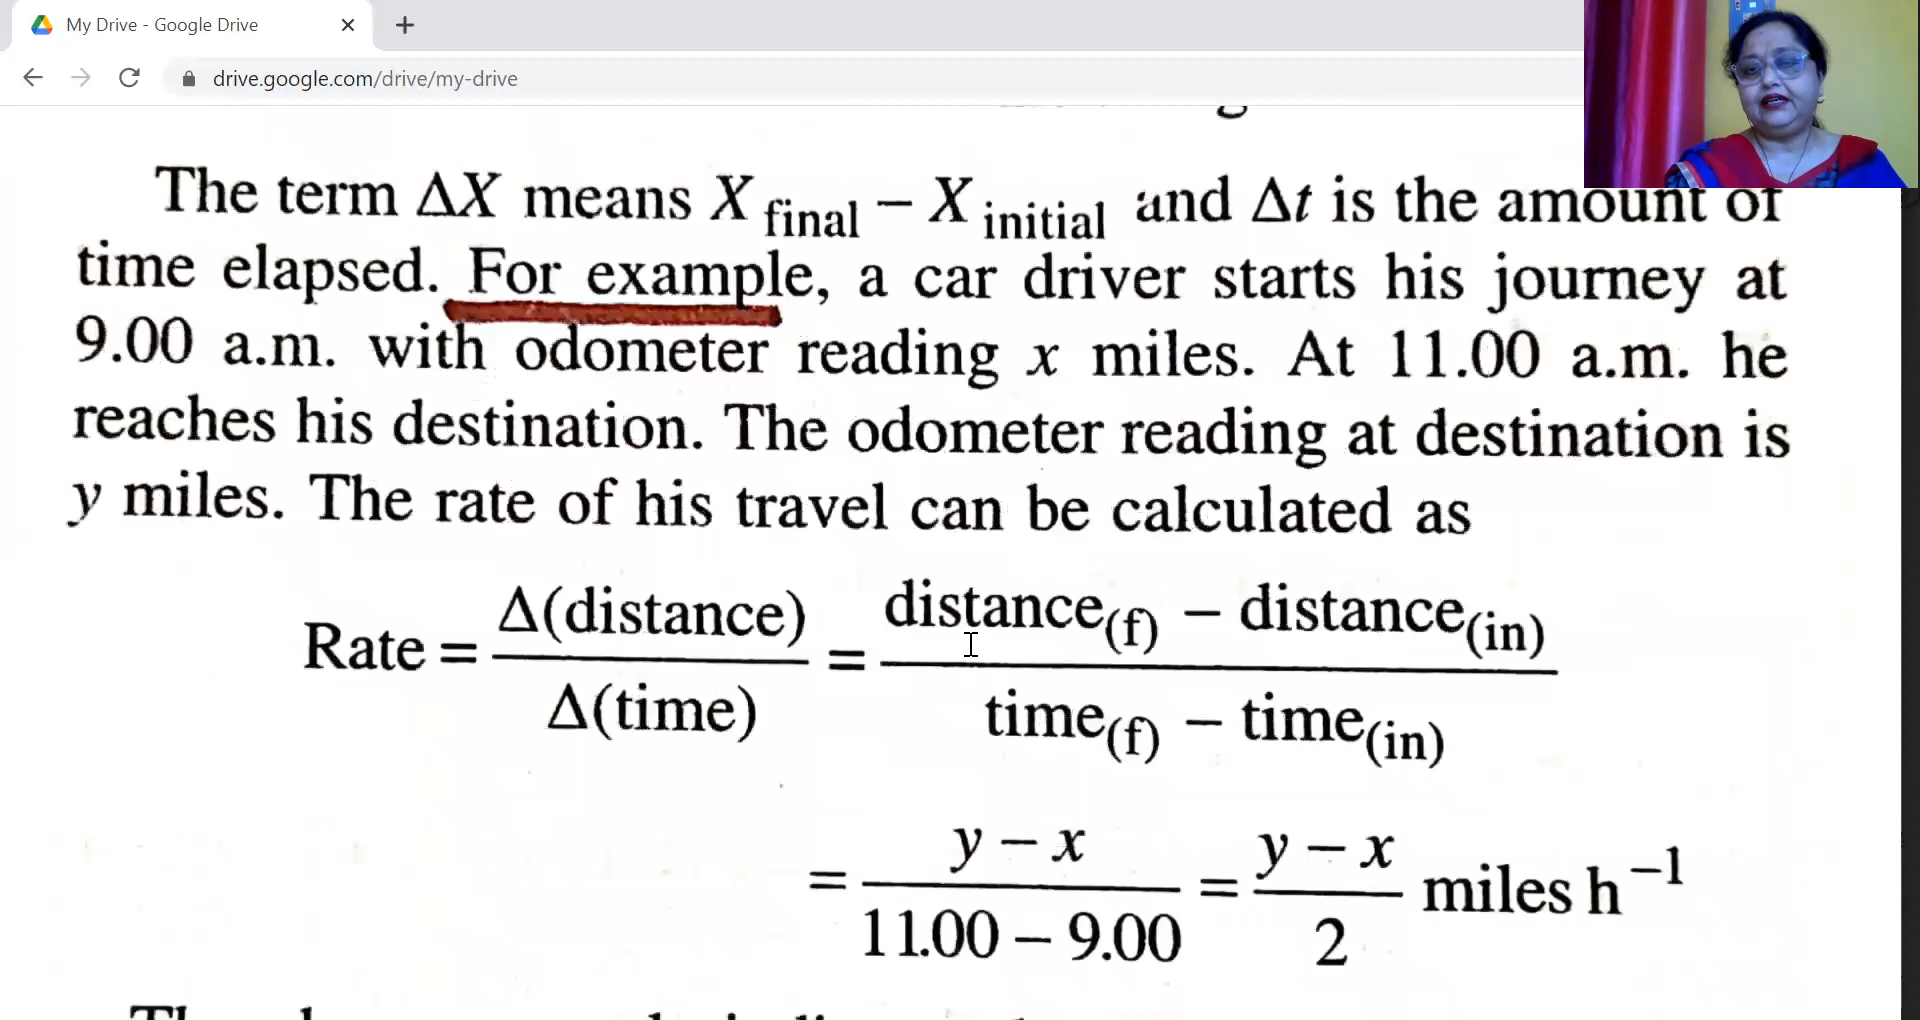 My Drive - Google Drive
drive.google.com/drive/my-drive
The term ΔX means X final − X initial and Δt is the amount of
time elapsed. For example, a car driver starts his journey at
9.00 a.m. with odometer reading x miles. At 11.00 a.m. he
reaches his destination. The odometer reading at destination is
y miles. The rate of his travel can be calculated as
Rate = Δ(distance) / Δ(time) = distance(f) − distance(in) / time(f) − time(in)
= y − x / 11.00 − 9.00 = y − x / 2 miles h⁻¹